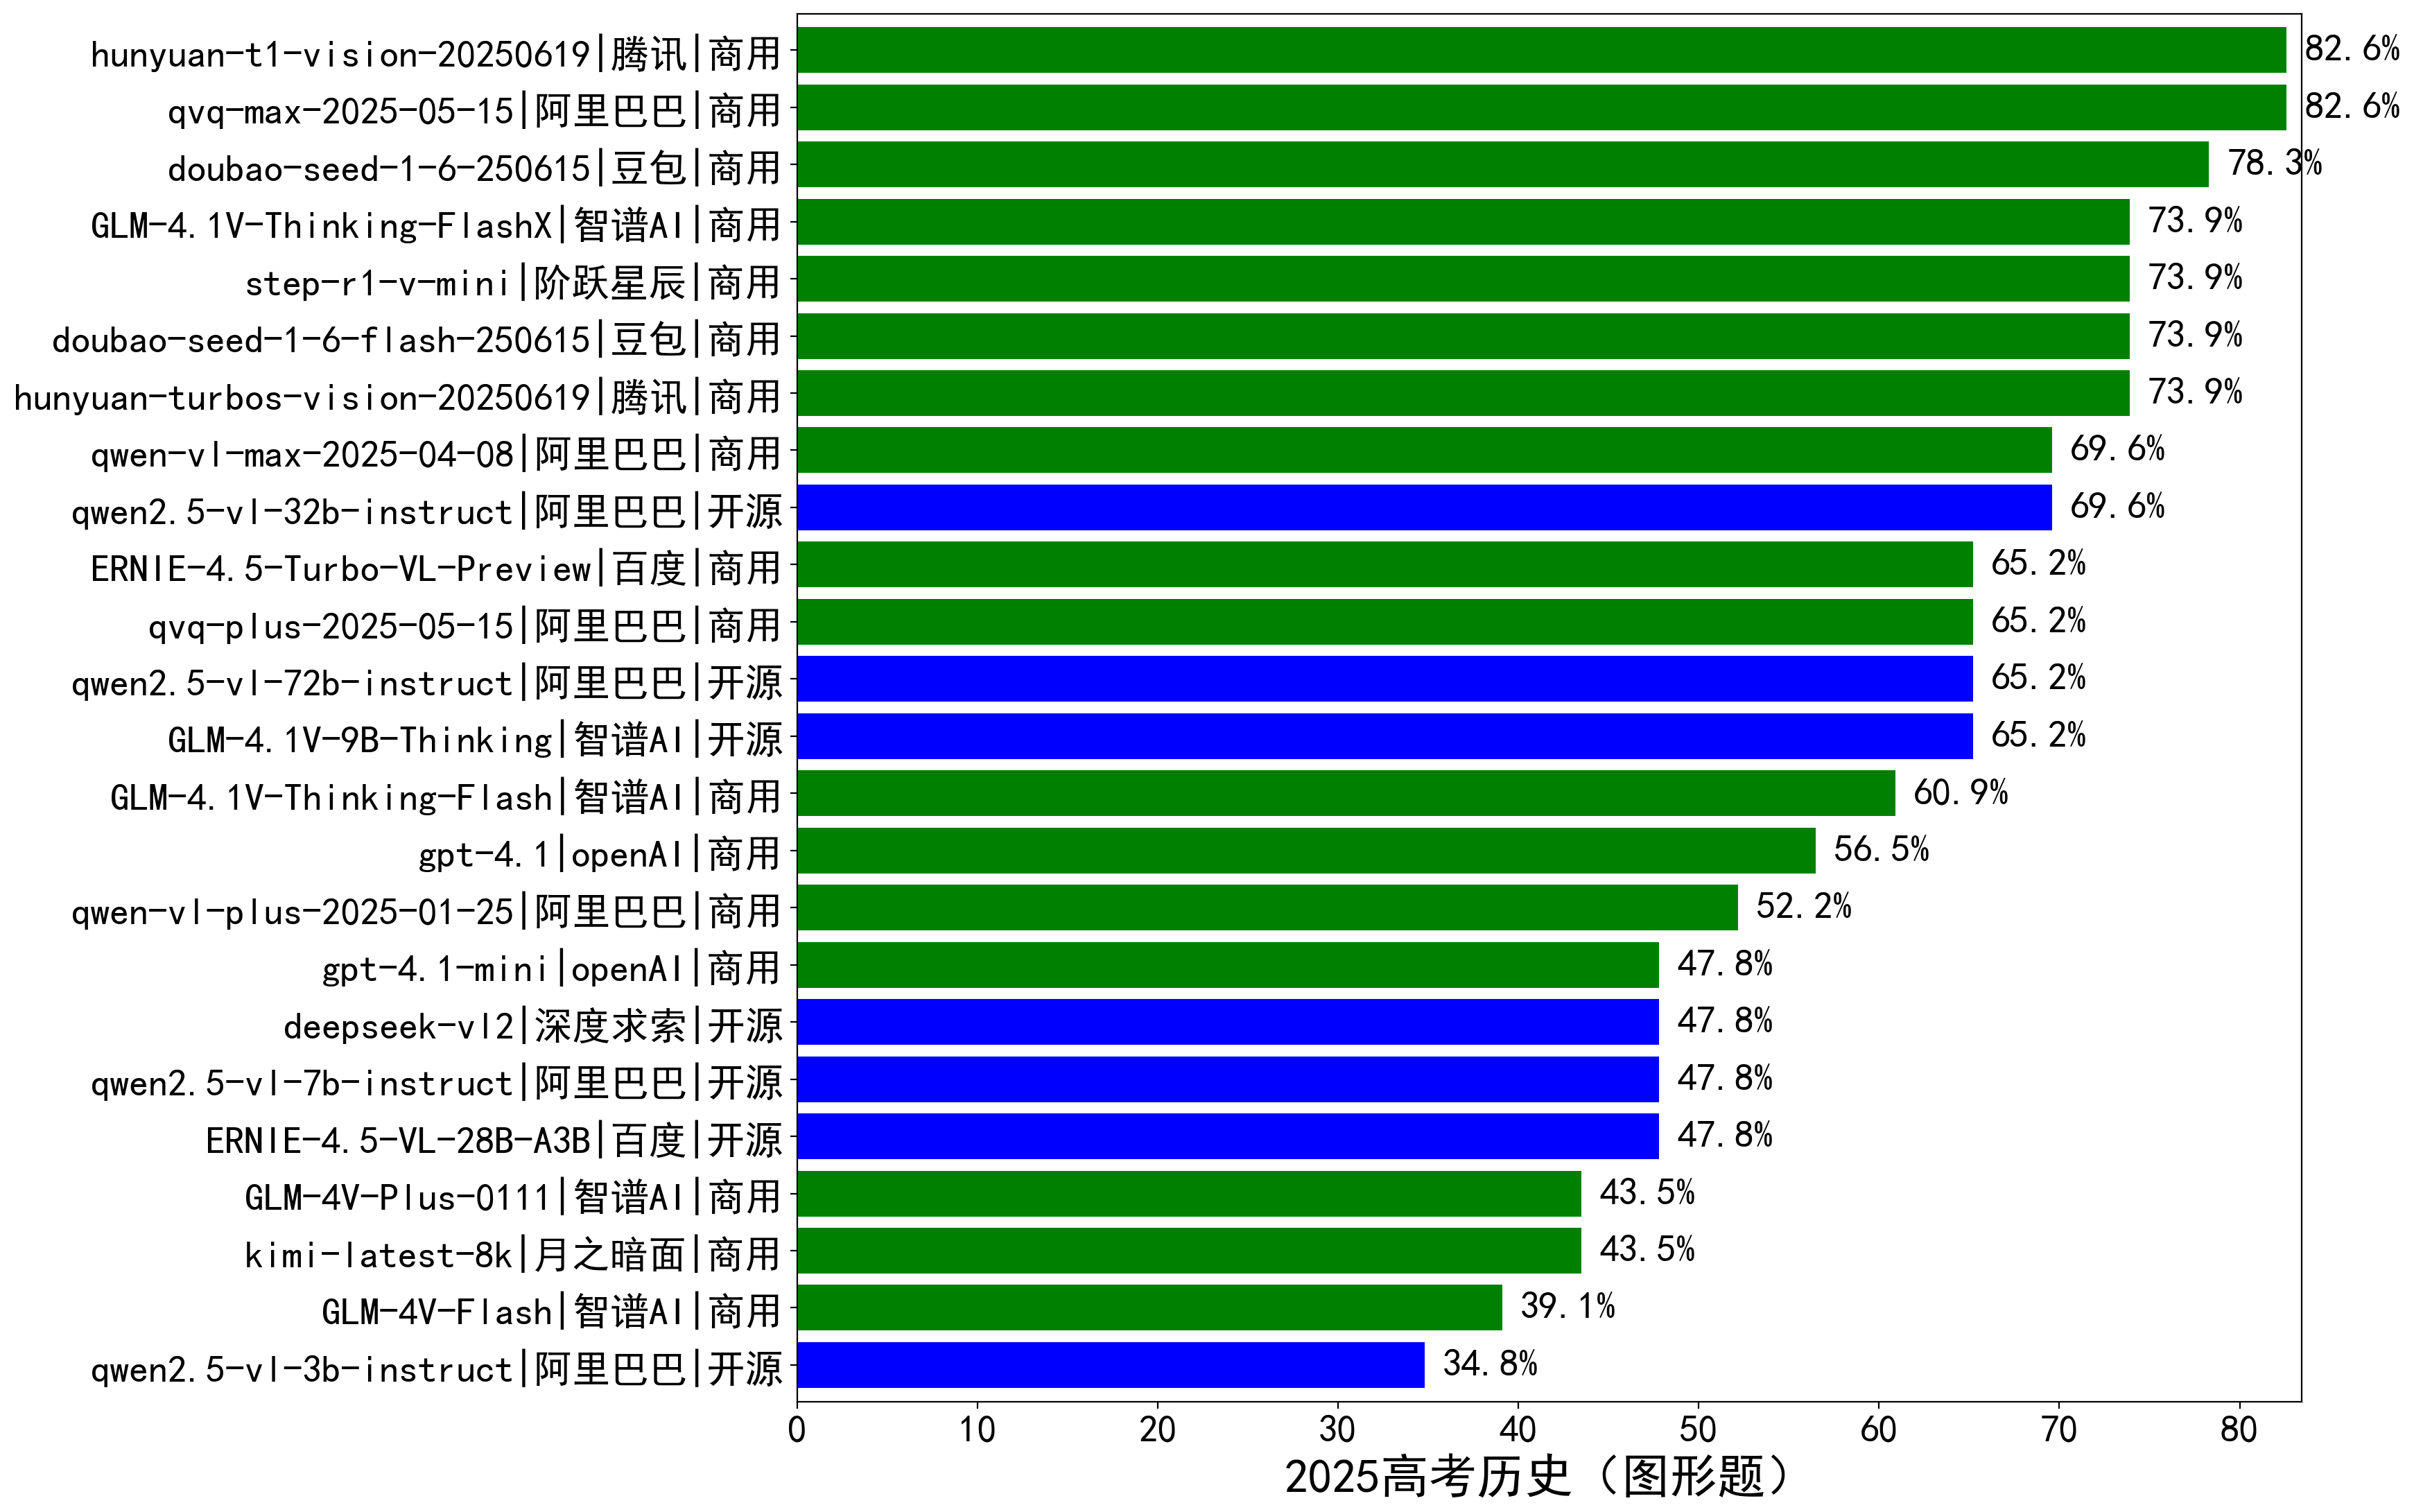 hunyuan-t1-vision-20250619|腾讯|商用 82.6%
qvq-max-2025-05-15|阿里巴巴|商用 82.6%
doubao-seed-1-6-250615|豆包|商用 78.3%
GLM-4.1V-Thinking-FlashX|智谱AI|商用 73.9%
step-r1-v-mini|阶跃星辰|商用 73.9%
doubao-seed-1-6-flash-250615|豆包|商用 73.9%
hunyuan-turbos-vision-20250619|腾讯|商用 73.9%
qwen-vl-max-2025-04-08|阿里巴巴|商用 69.6%
qwen2.5-vl-32b-instruct|阿里巴巴|开源 69.6%
ERNIE-4.5-Turbo-VL-Preview|百度|商用 65.2%
qvq-plus-2025-05-15|阿里巴巴|商用 65.2%
qwen2.5-vl-72b-instruct|阿里巴巴|开源 65.2%
GLM-4.1V-9B-Thinking|智谱AI|开源 65.2%
GLM-4.1V-Thinking-Flash|智谱AI|商用 60.9%
gpt-4.1|openAI|商用 56.5%
qwen-vl-plus-2025-01-25|阿里巴巴|商用 52.2%
gpt-4.1-mini|openAI|商用 47.8%
deepseek-vl2|深度求索|开源 47.8%
qwen2.5-vl-7b-instruct|阿里巴巴|开源 47.8%
ERNIE-4.5-VL-28B-A3B|百度|开源 47.8%
GLM-4V-Plus-0111|智谱AI|商用 43.5%
kimi-latest-8k|月之暗面|商用 43.5%
GLM-4V-Flash|智谱AI|商用 39.1%
qwen2.5-vl-3b-instruct|阿里巴巴|开源 34.8%
0 10 20 30 40 50 60 70 80
2025高考历史（图形题）